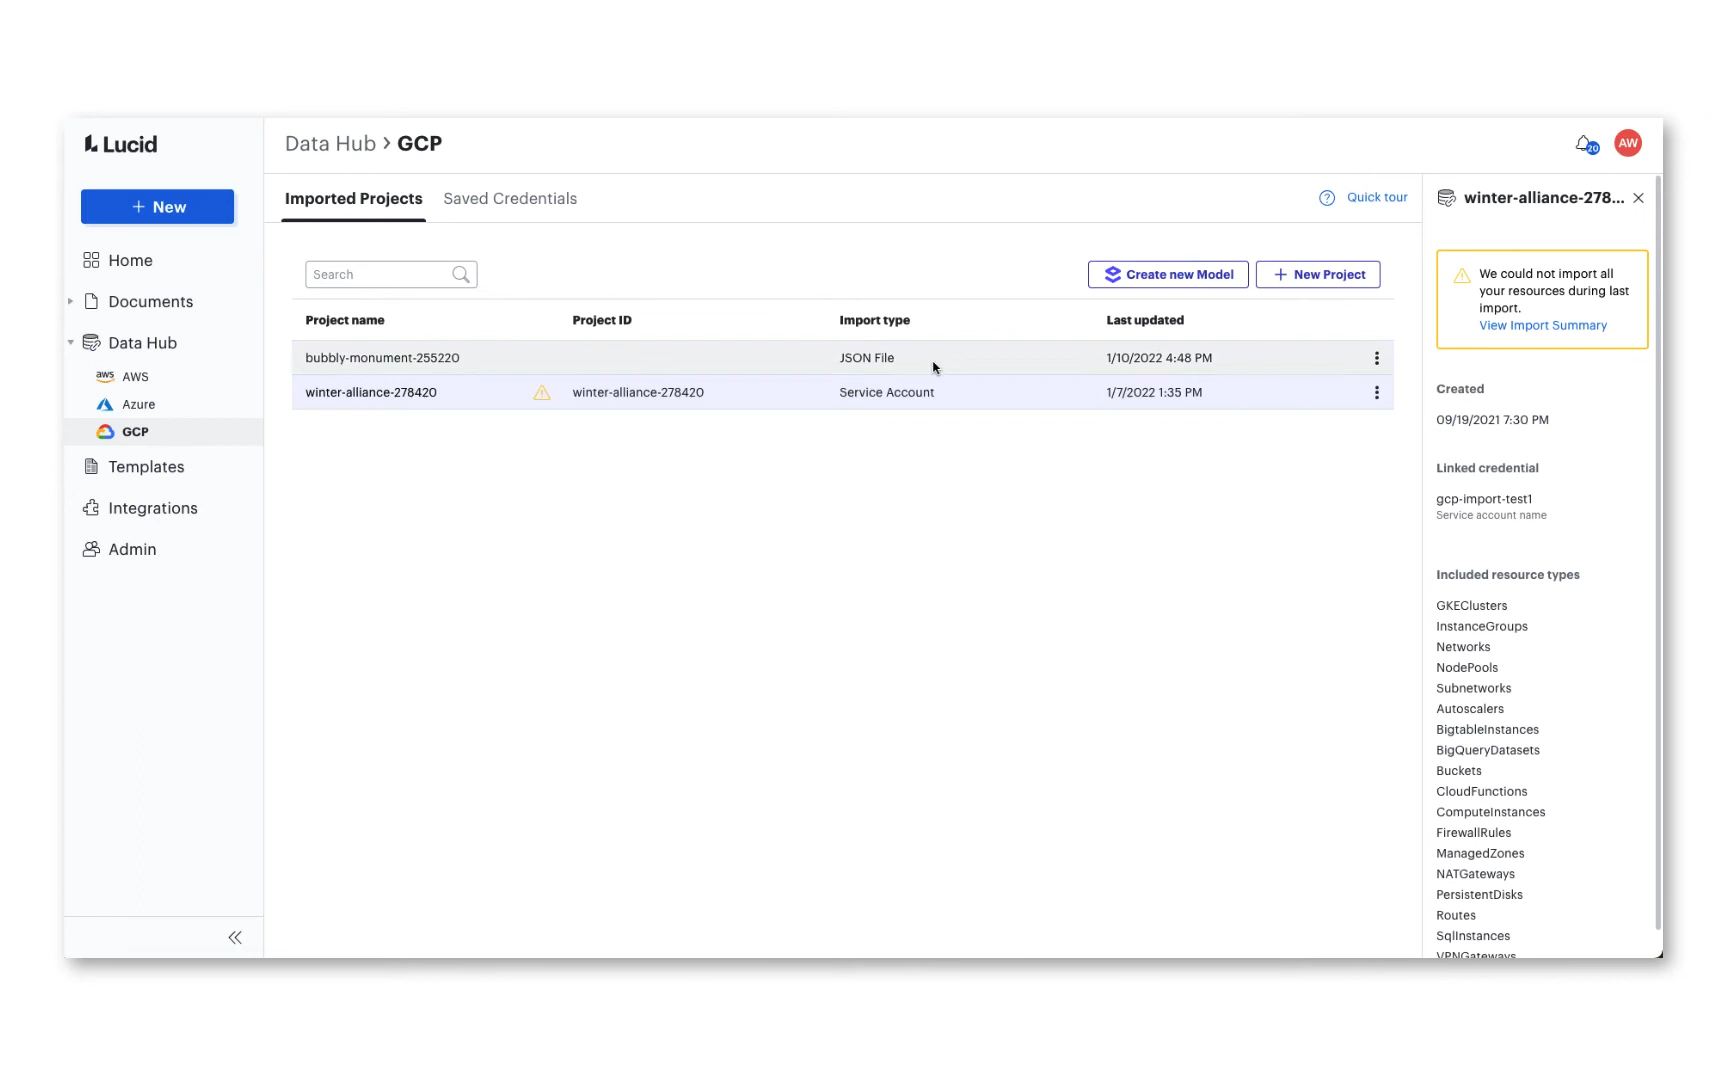 Lucid
Data Hub › GCP
20
AW
+ New
Home
Documents
Data Hub
aws AWS
Azure
GCP
Templates
Integrations
Admin
Imported Projects
Saved Credentials
? Quick tour
Search
Create new Model
+ New Project
Project name
Project ID
Import type
Last updated
bubbly-monument-255220
JSON File
1/10/2022 4:48 PM
winter-alliance-278420
winter-alliance-278420
Service Account
1/7/2022 1:35 PM
winter-alliance-278...
We could not import all
your resources during last
import.
View Import Summary
Created
09/19/2021 7:30 PM
Linked credential
gcp-import-test1
Service account name
Included resource types
GKEClusters
InstanceGroups
Networks
NodePools
Subnetworks
Autoscalers
BigtableInstances
BigQueryDatasets
Buckets
CloudFunctions
ComputeInstances
FirewallRules
ManagedZones
NATGateways
PersistentDisks
Routes
SqlInstances
VPNGateways